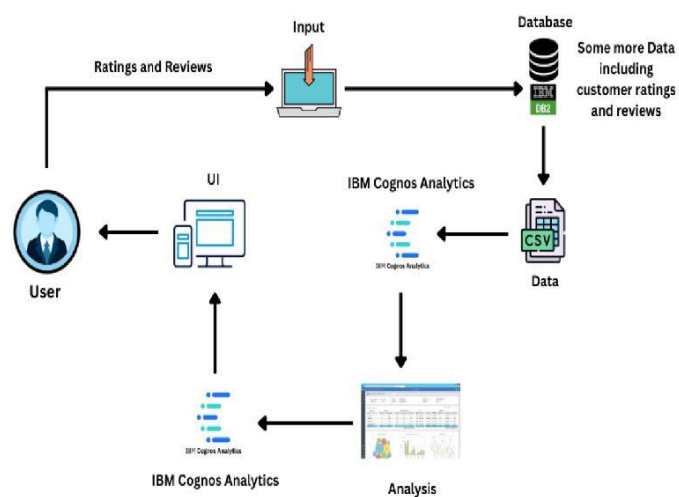 Input
Ratings and Reviews
Database
IBM
DB2
Some more Data
including
customer ratings
and reviews
UI
IBM Cognos Analytics
IBM Cognos Analytics
CSV
Data
User
IBM Cognos Analytics
IBM Cognos Analytics
Analysis